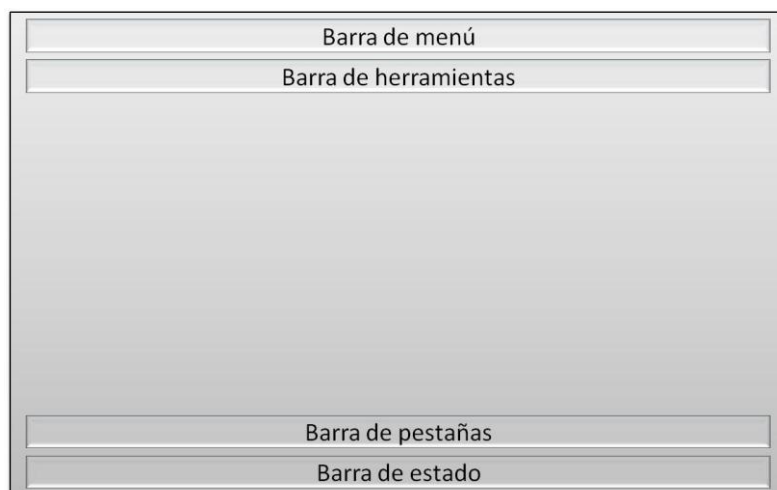 Barra de menú
Barra de herramientas
Barra de pestañas
Barra de estado